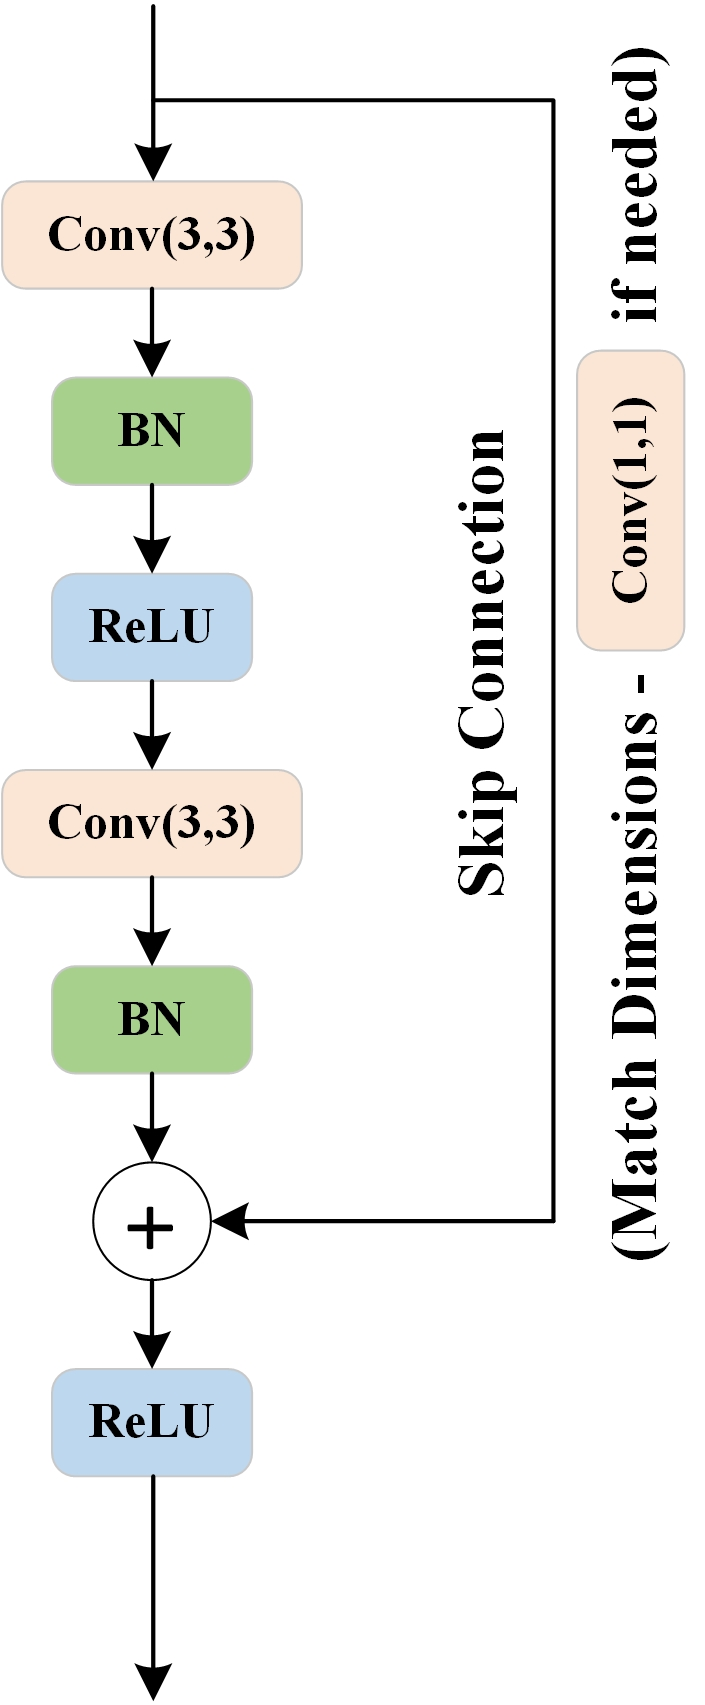 Conv(3,3)
BN
ReLU
Conv(3,3)
BN
+
ReLU
Skip Connection
(Match Dimensions - Conv(1,1) if needed)